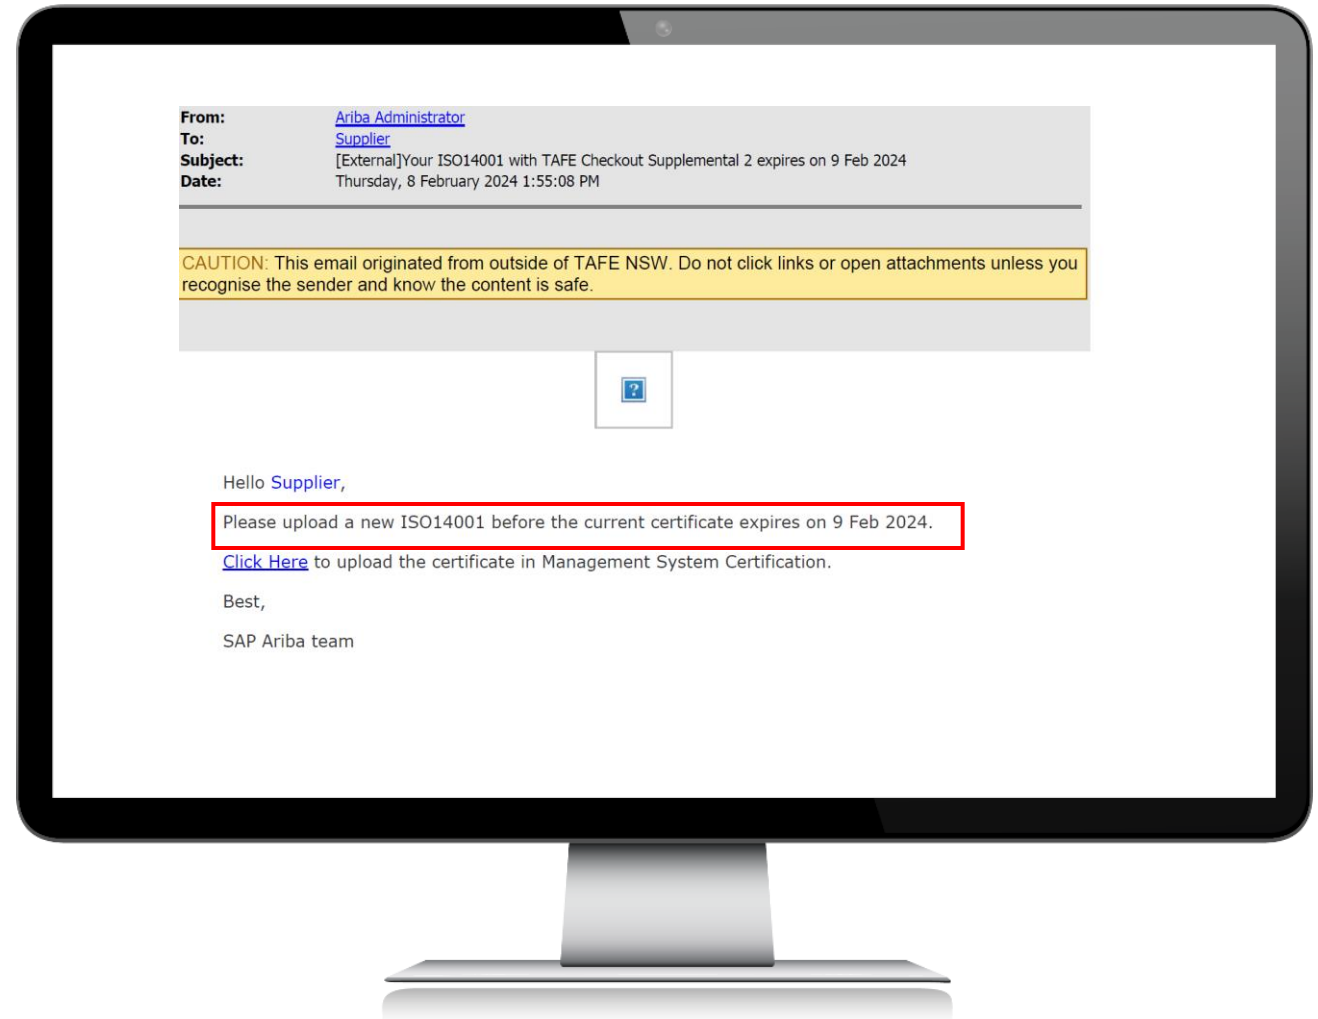 From: Ariba Administrator
To: Supplier
Subject: [External]Your ISO14001 with TAFE Checkout Supplemental 2 expires on 9 Feb 2024
Date: Thursday, 8 February 2024 1:55:08 PM
CAUTION: This email originated from outside of TAFE NSW. Do not click links or open attachments unless you
recognise the sender and know the content is safe.
?
Hello Supplier,
Please upload a new ISO14001 before the current certificate expires on 9 Feb 2024.
Click Here to upload the certificate in Management System Certification.
Best,
SAP Ariba team